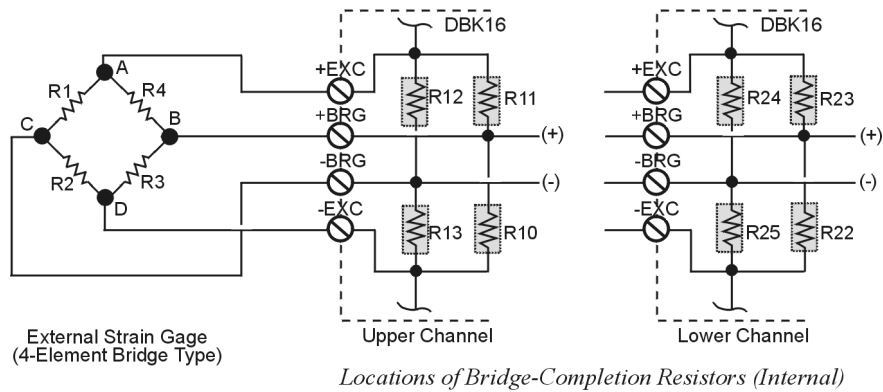 DBK16
DBK16
A
+EXC
+EXC
R1
R4
R12
R11
R24
R23
C
B
+BRG
(+)
+BRG
(+)
-BRG
(-)
-BRG
(-)
R2
R3
D
-EXC
-EXC
R13
R10
R25
R22
External Strain Gage
(4-Element Bridge Type)
Upper Channel
Lower Channel
Locations of Bridge-Completion Resistors (Internal)